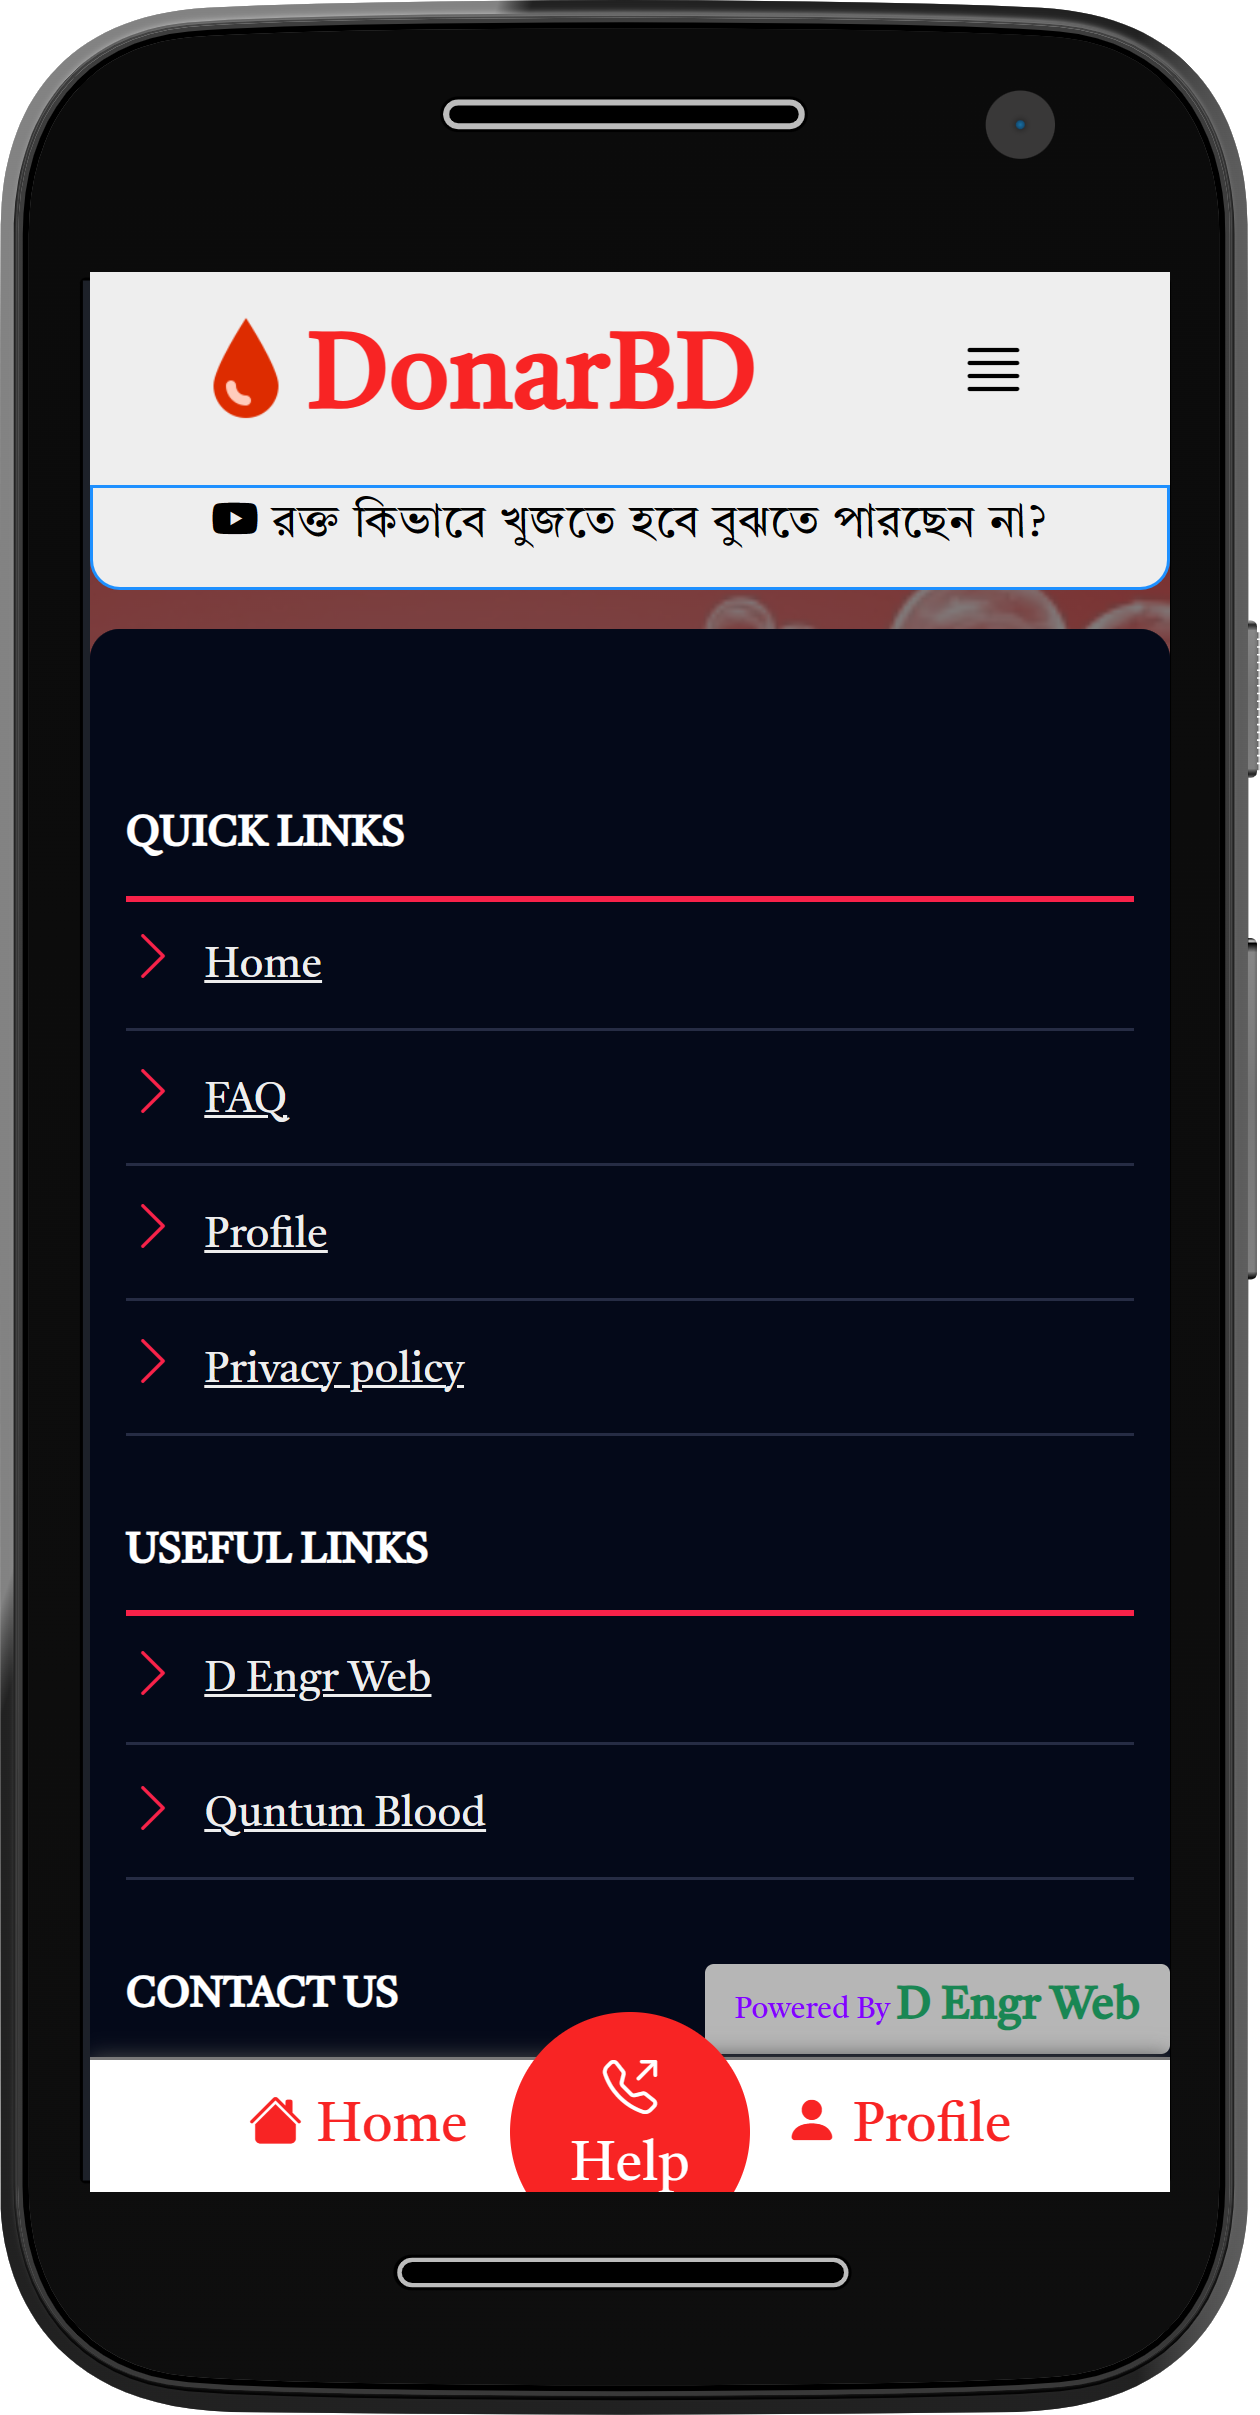 DonarBD
রক্ত কিভাবে খুজতে হবে বুঝতে পারছেন না?
QUICK LINKS
Home
FAQ
Profile
Privacy policy
USEFUL LINKS
D Engr Web
Quntum Blood
CONTACT US
Powered By D Engr Web
Home
Help
Profile